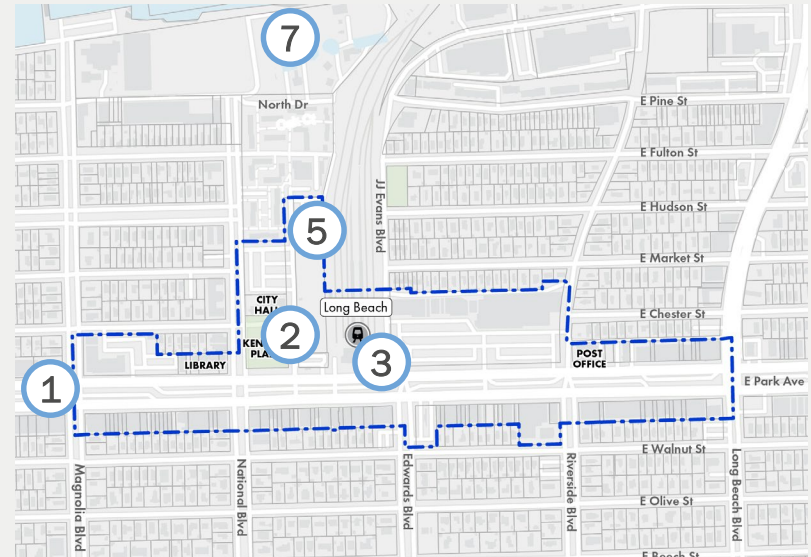 7
North Dr
E Pine St
E Fulton St
JJ Evans Blvd
E Hudson St
5
E Market St
CITY
HALL
Long Beach
E Chester St
2
KEN
PLA
3
LIBRARY
POST
OFFICE
1
E Park Ave
E Walnut St
Magnolia Blvd
National Blvd
Edwards Blvd
Riverside Blvd
Long Beach Blvd
E Olive St
E Beech St